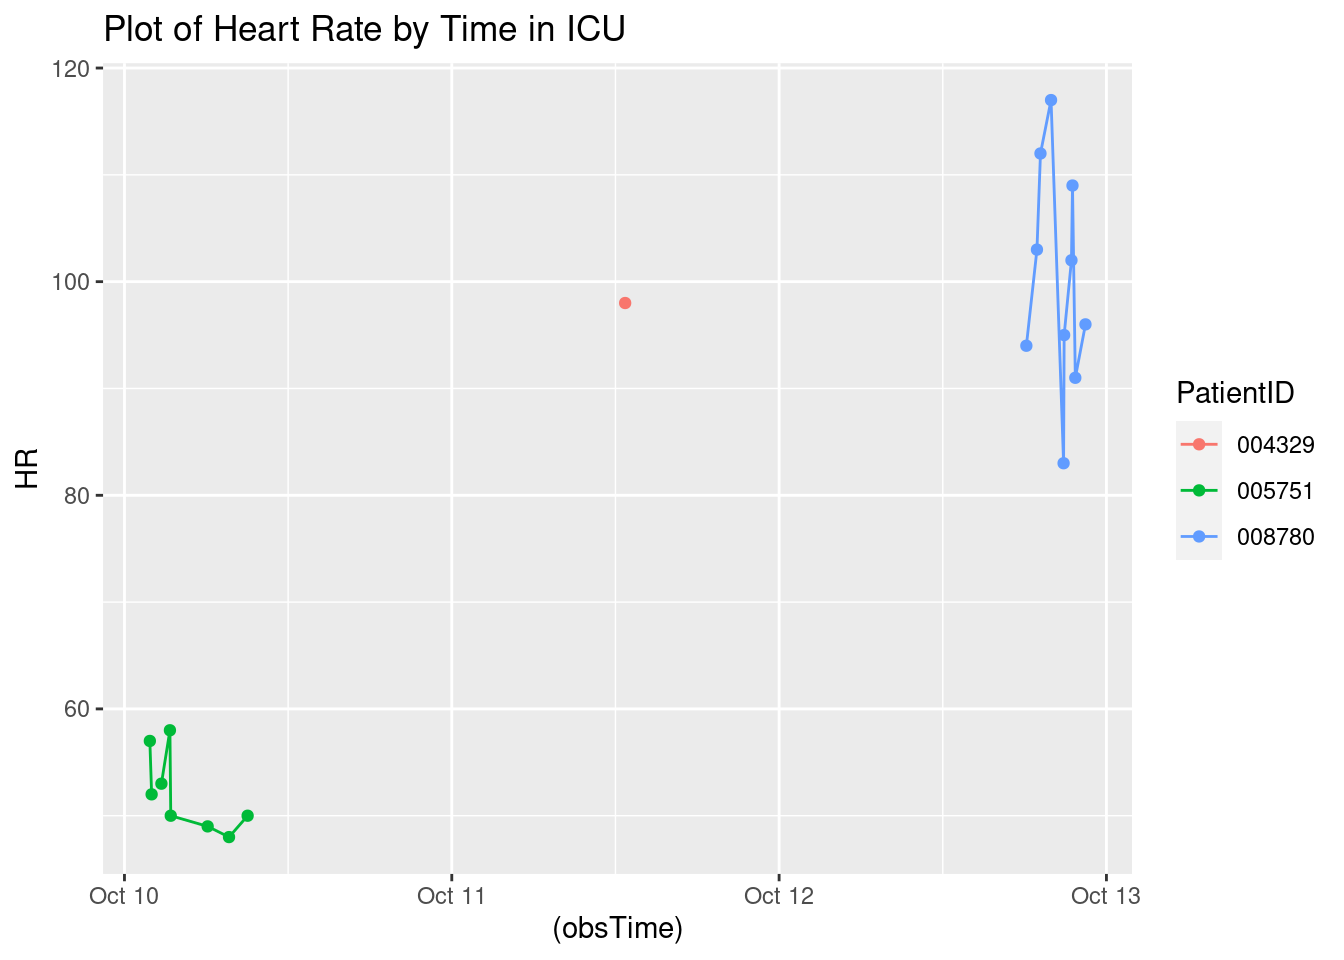 Plot of Heart Rate by Time in ICU
120
100
80
60
HR
Oct 10
Oct 11
Oct 12
Oct 13
(obsTime)
PatientID
004329
005751
008780